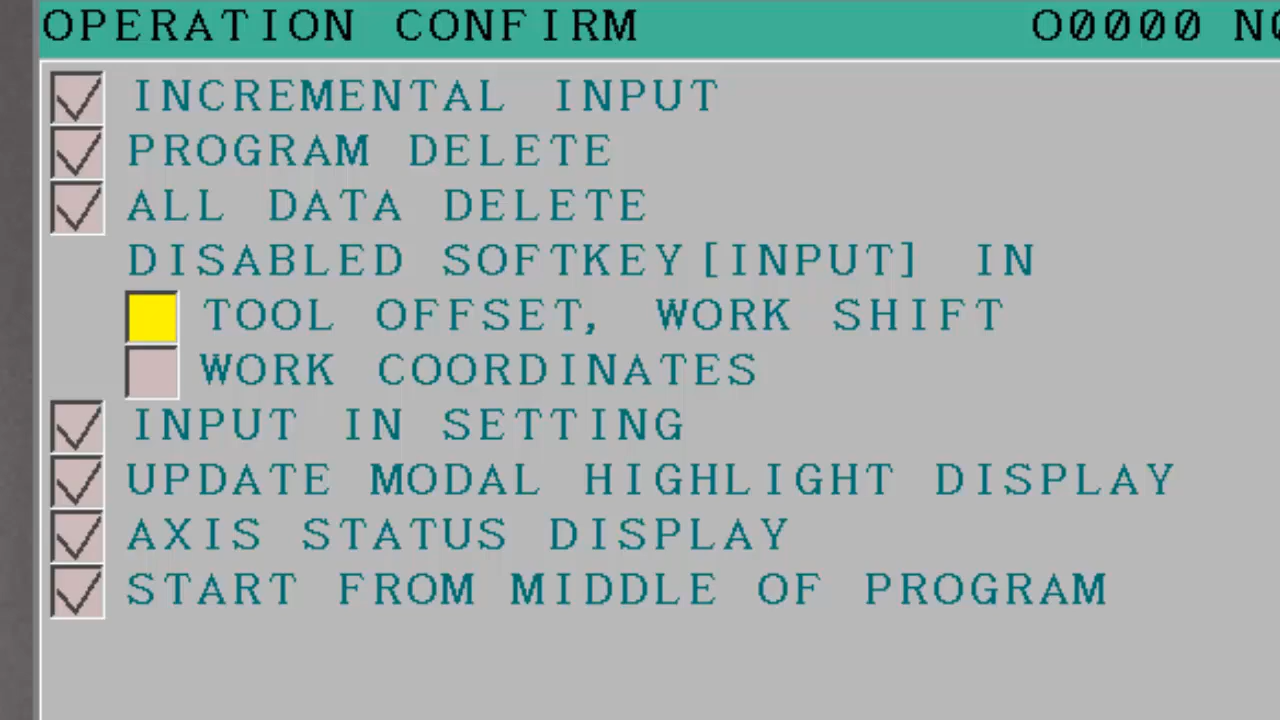 OPERATION CONFIRM O0000 N0
INCREMENTAL INPUT
PROGRAM DELETE
ALL DATA DELETE
DISABLED SOFTKEY[INPUT] IN
TOOL OFFSET, WORK SHIFT
WORK COORDINATES
INPUT IN SETTING
UPDATE MODAL HIGHLIGHT DISPLAY
AXIS STATUS DISPLAY
START FROM MIDDLE OF PROGRAM